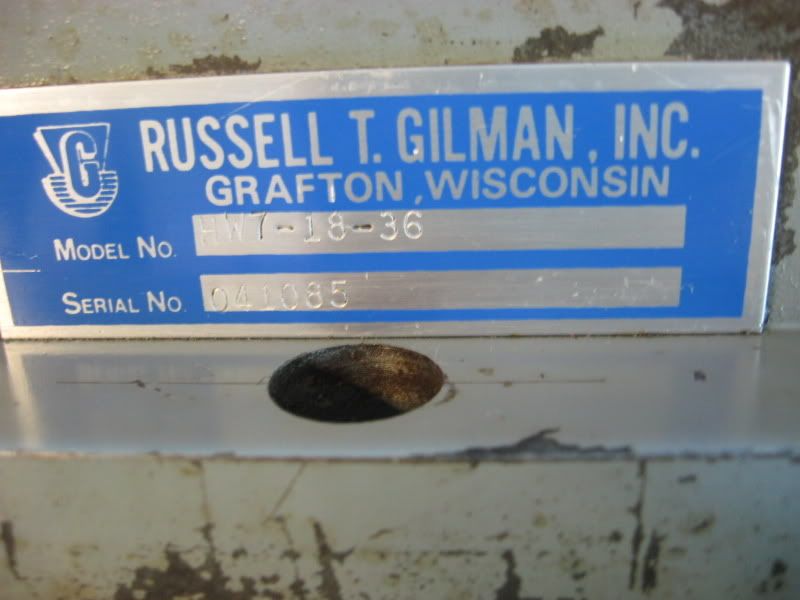 G
RUSSELL T. GILMAN, INC.
GRAFTON, WISCONSIN
MODEL NO. HW7-18-36
SERIAL NO. 041085